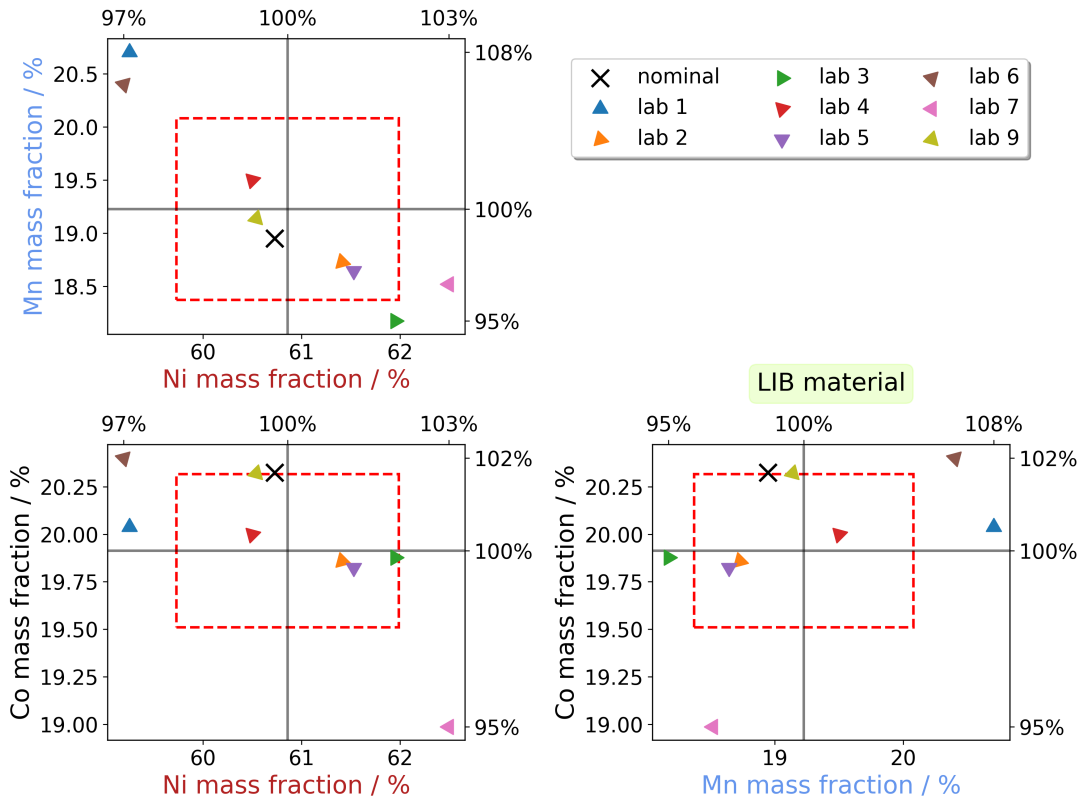 97% 100% 103%
Mn mass fraction / %
20.5
20.0
19.5
19.0
18.5
108%
100%
95%
60 61 62
Ni mass fraction / %
nominal lab 3 lab 6
lab 1 lab 4 lab 7
lab 2 lab 5 lab 9
LIB material
97% 100% 103%
Co mass fraction / %
20.25
20.00
19.75
19.50
19.25
19.00
102%
100%
95%
60 61 62
Ni mass fraction / %
95% 100% 108%
Co mass fraction / %
20.25
20.00
19.75
19.50
19.25
19.00
102%
100%
95%
19 20
Mn mass fraction / %